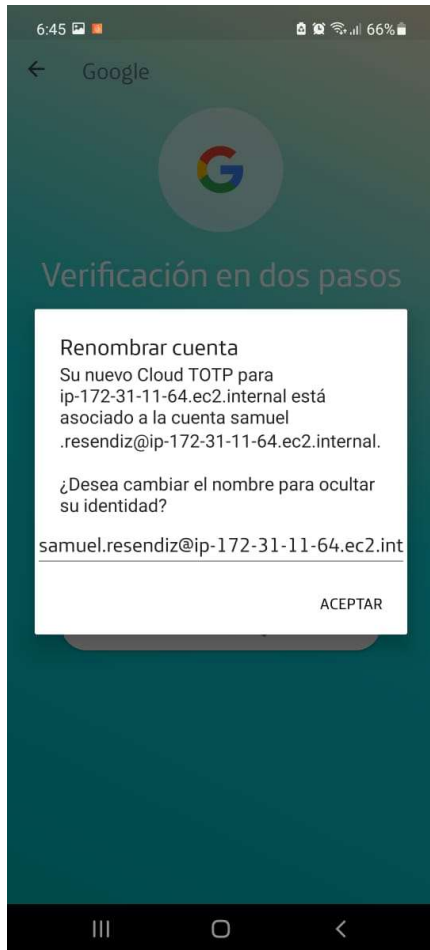 6:45 66%
Google
G
Verificación en dos pasos
Renombrar cuenta
Su nuevo Cloud TOTP para
ip-172-31-11-64.ec2.internal está
asociado a la cuenta samuel
.resendiz@ip-172-31-11-64.ec2.internal.
¿Desea cambiar el nombre para ocultar
su identidad?
samuel.resendiz@ip-172-31-11-64.ec2.int
ACEPTAR